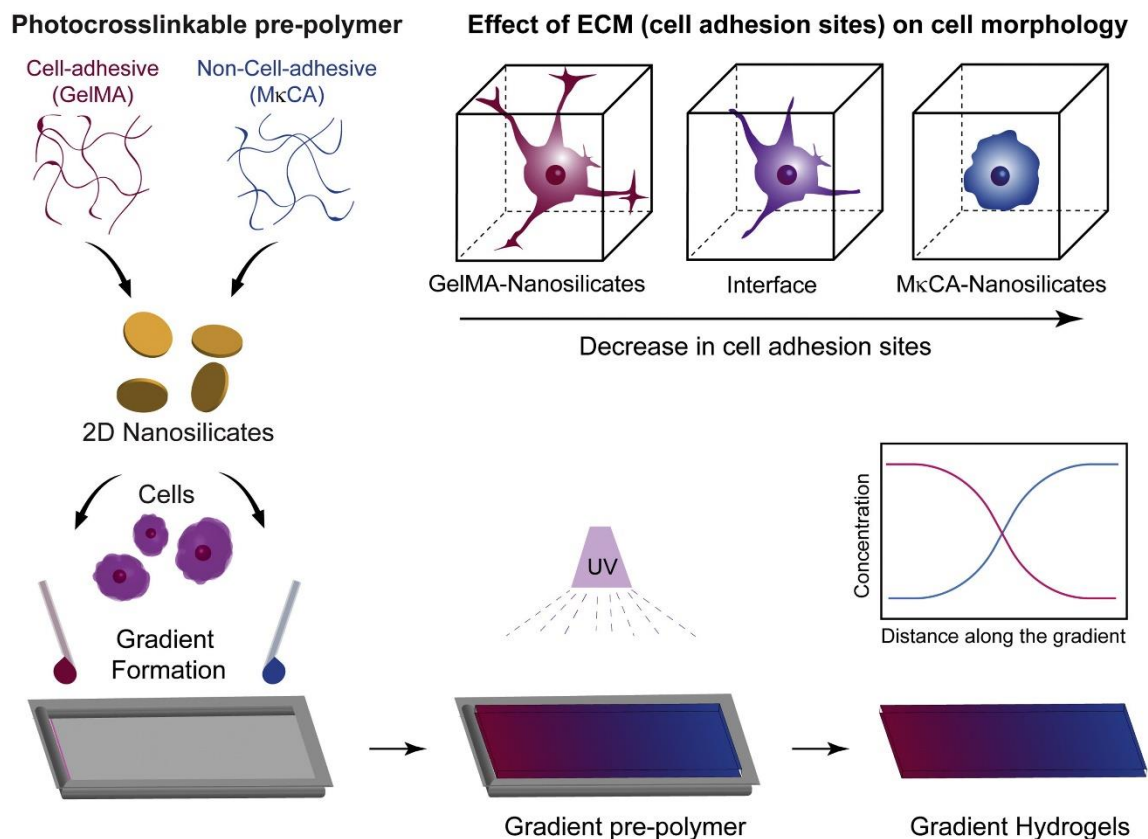 Photocrosslinkable pre-polymer
Cell-adhesive
(GelMA)
Non-Cell-adhesive
(MκCA)
2D Nanosilicates
Cells
Gradient
Formation
Effect of ECM (cell adhesion sites) on cell morphology
GelMA-Nanosilicates
Interface
MκCA-Nanosilicates
Decrease in cell adhesion sites
UV
Gradient pre-polymer
Concentration
Distance along the gradient
Gradient Hydrogels